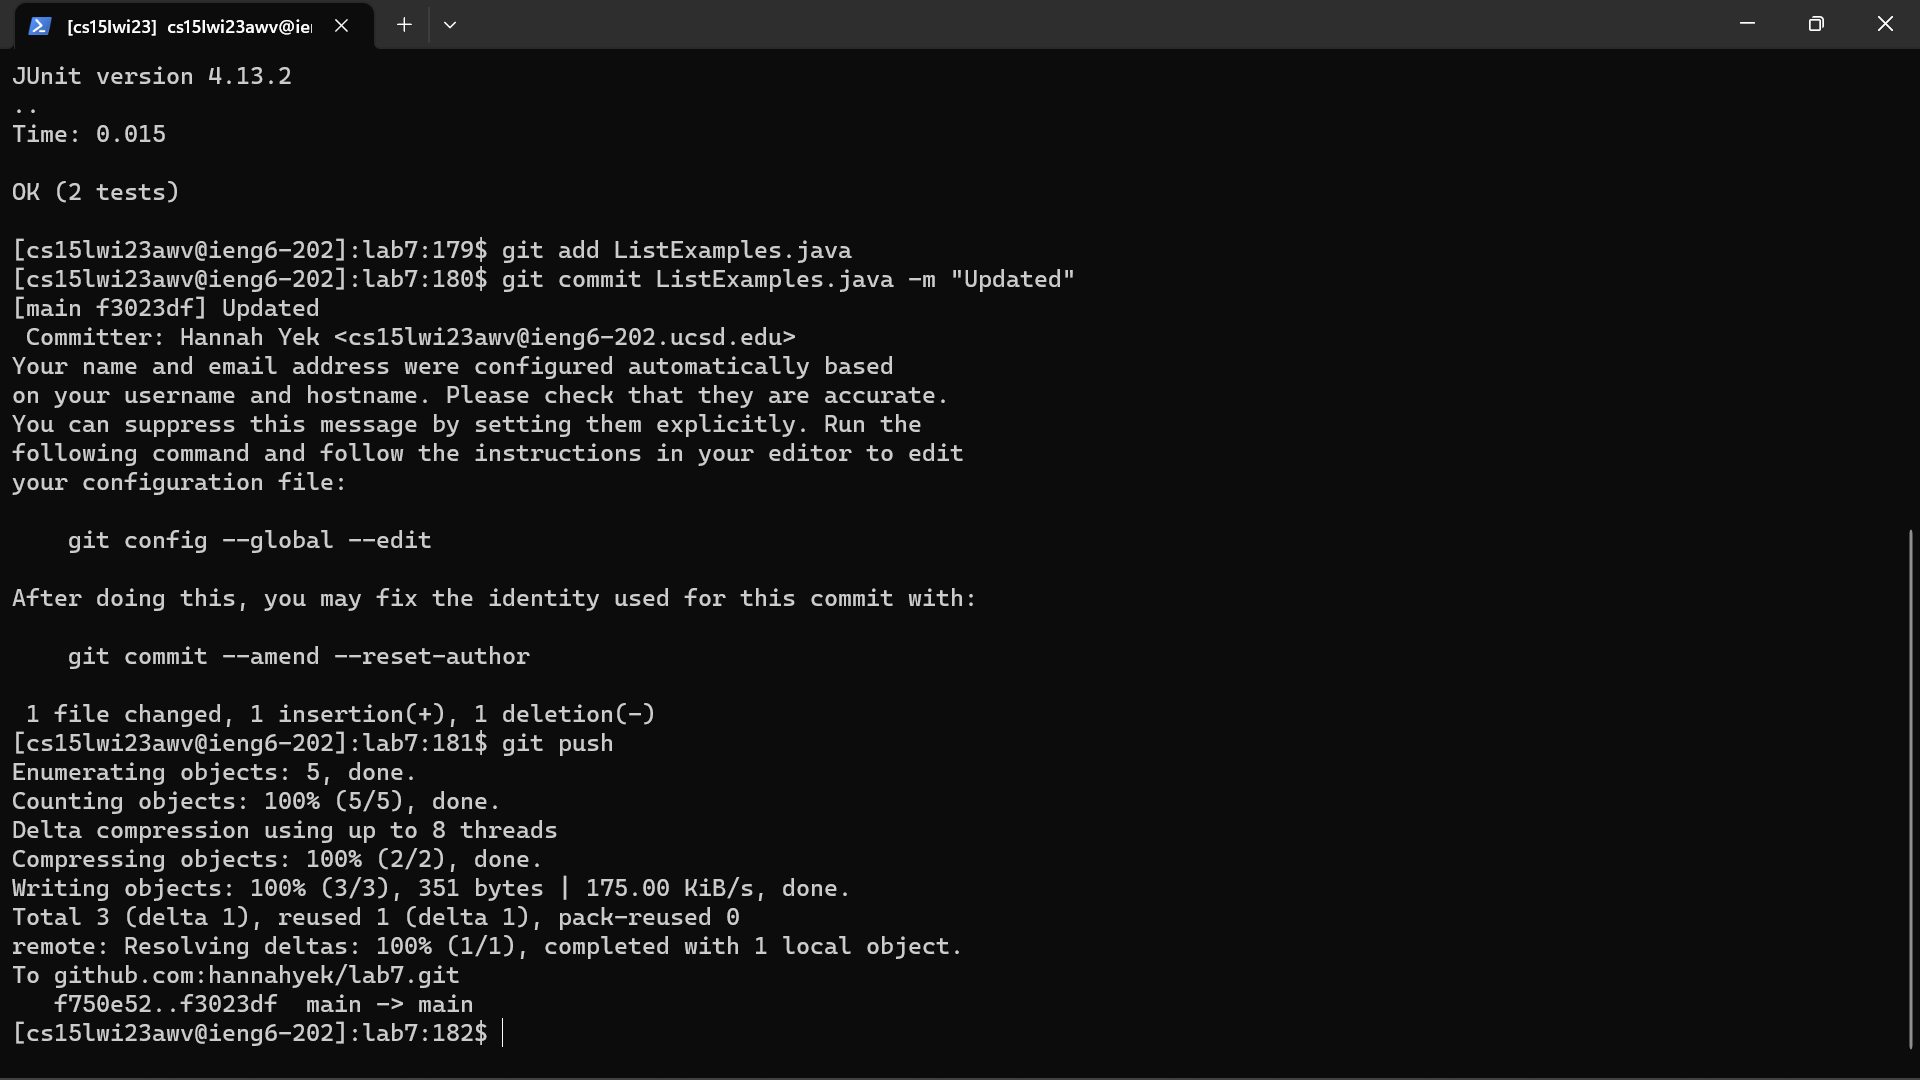 [cs15lwi23] cs15lwi23awv@ie
JUnit version 4.13.2
..
Time: 0.015
OK (2 tests)
[cs15lwi23awv@ieng6-202]:lab7:179$ git add ListExamples.java
[cs15lwi23awv@ieng6-202]:lab7:180$ git commit ListExamples.java -m "Updated"
[main f3023df] Updated
 Committer: Hannah Yek <cs15lwi23awv@ieng6-202.ucsd.edu>
Your name and email address were configured automatically based
on your username and hostname. Please check that they are accurate.
You can suppress this message by setting them explicitly. Run the
following command and follow the instructions in your editor to edit
your configuration file:
    git config --global --edit
After doing this, you may fix the identity used for this commit with:
    git commit --amend --reset-author
 1 file changed, 1 insertion(+), 1 deletion(-)
[cs15lwi23awv@ieng6-202]:lab7:181$ git push
Enumerating objects: 5, done.
Counting objects: 100% (5/5), done.
Delta compression using up to 8 threads
Compressing objects: 100% (2/2), done.
Writing objects: 100% (3/3), 351 bytes | 175.00 KiB/s, done.
Total 3 (delta 1), reused 1 (delta 1), pack-reused 0
remote: Resolving deltas: 100% (1/1), completed with 1 local object.
To github.com:hannahyek/lab7.git
   f750e52..f3023df  main -> main
[cs15lwi23awv@ieng6-202]:lab7:182$